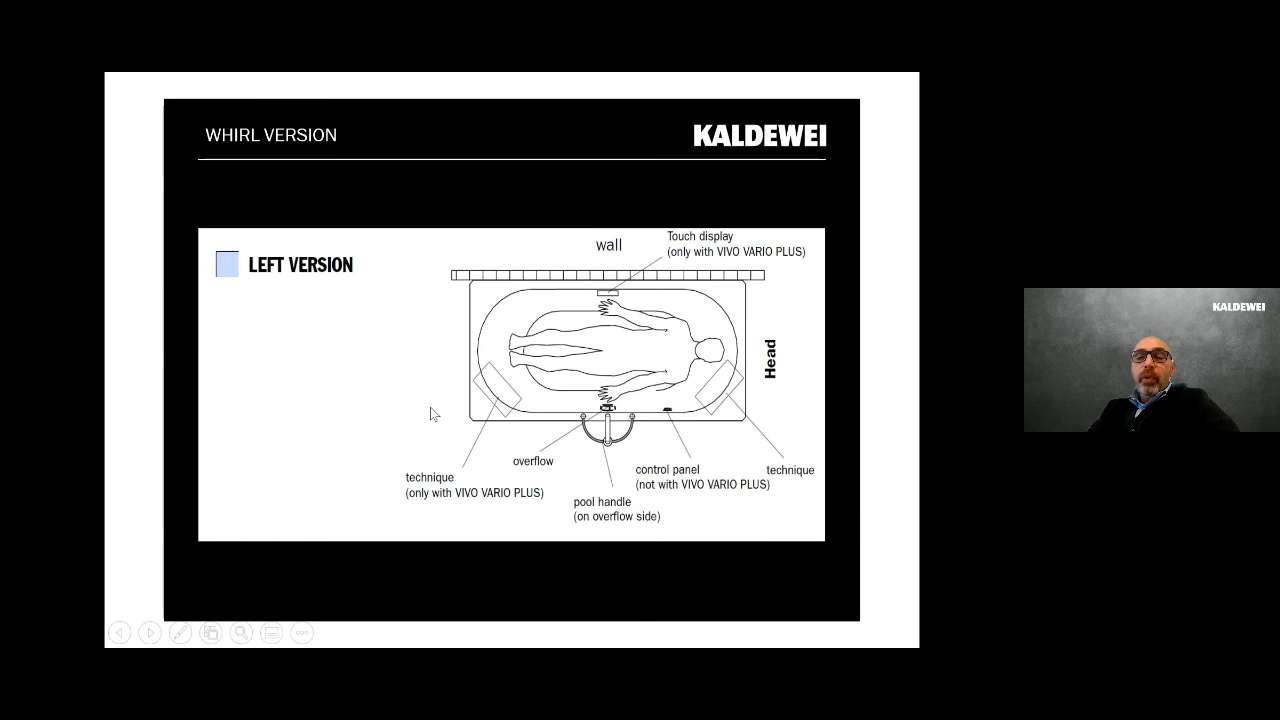 WHIRL VERSION
KALDEWEI
LEFT VERSION
wall
Touch display
(only with VIVO VARIO PLUS)
Head
overflow
technique
(only with VIVO VARIO PLUS)
pool handle
(on overflow side)
control panel
(not with VIVO VARIO PLUS)
technique
KALDEWEI